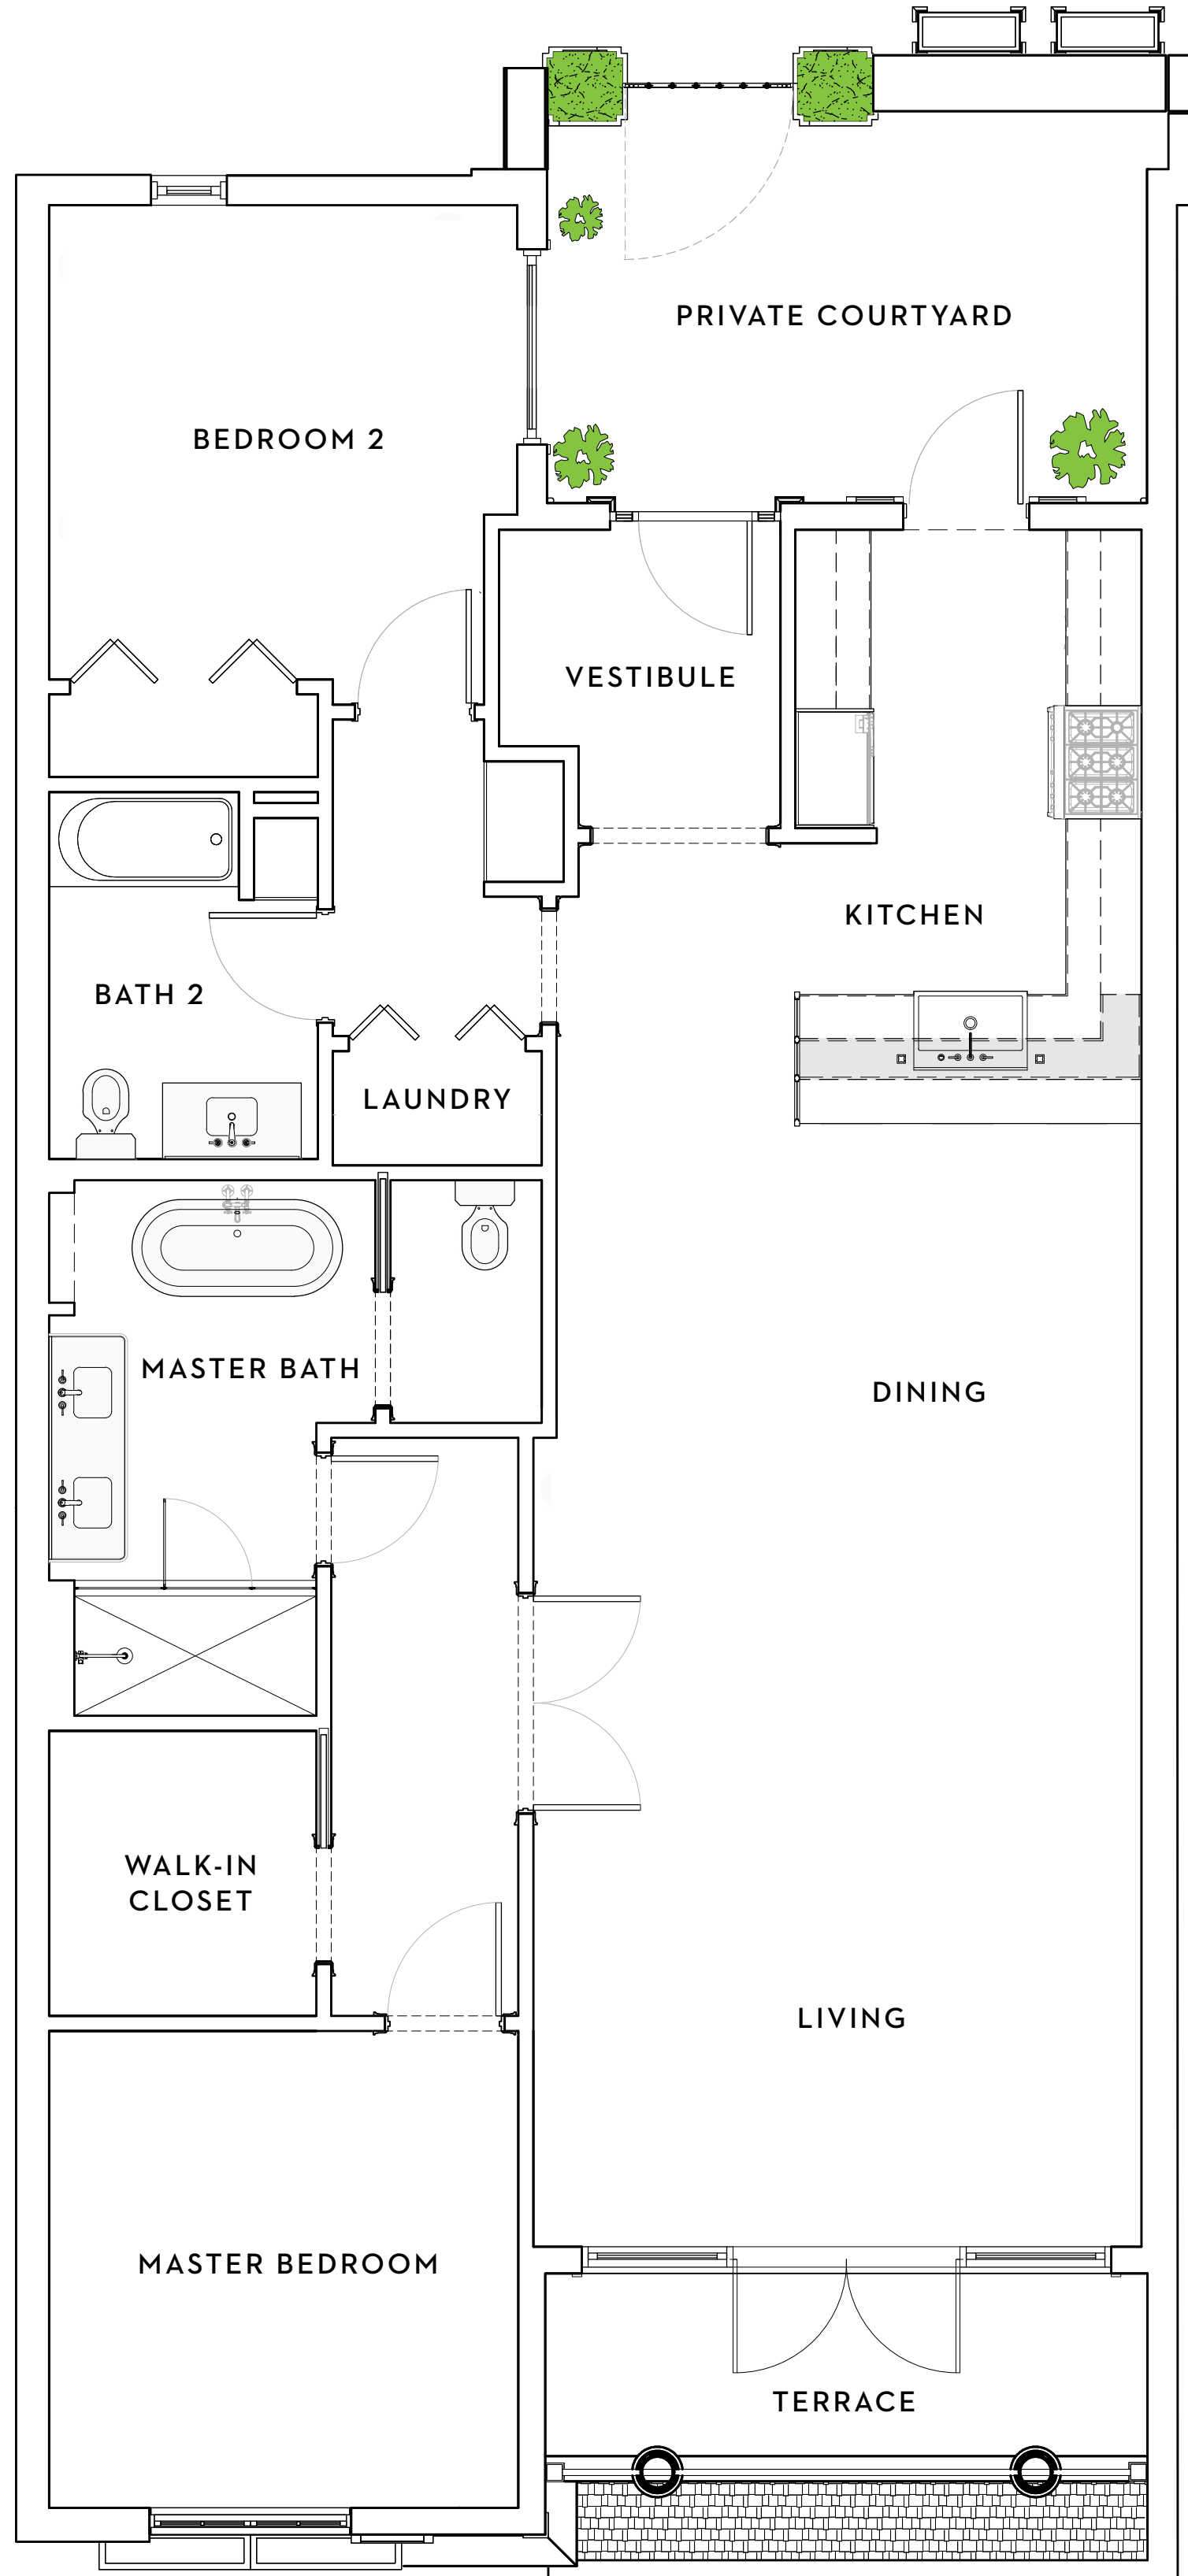 PRIVATE COURTYARD
BEDROOM 2
VESTIBULE
KITCHEN
BATH 2
LAUNDRY
MASTER BATH
DINING
WALK-IN
CLOSET
LIVING
MASTER BEDROOM
TERRACE